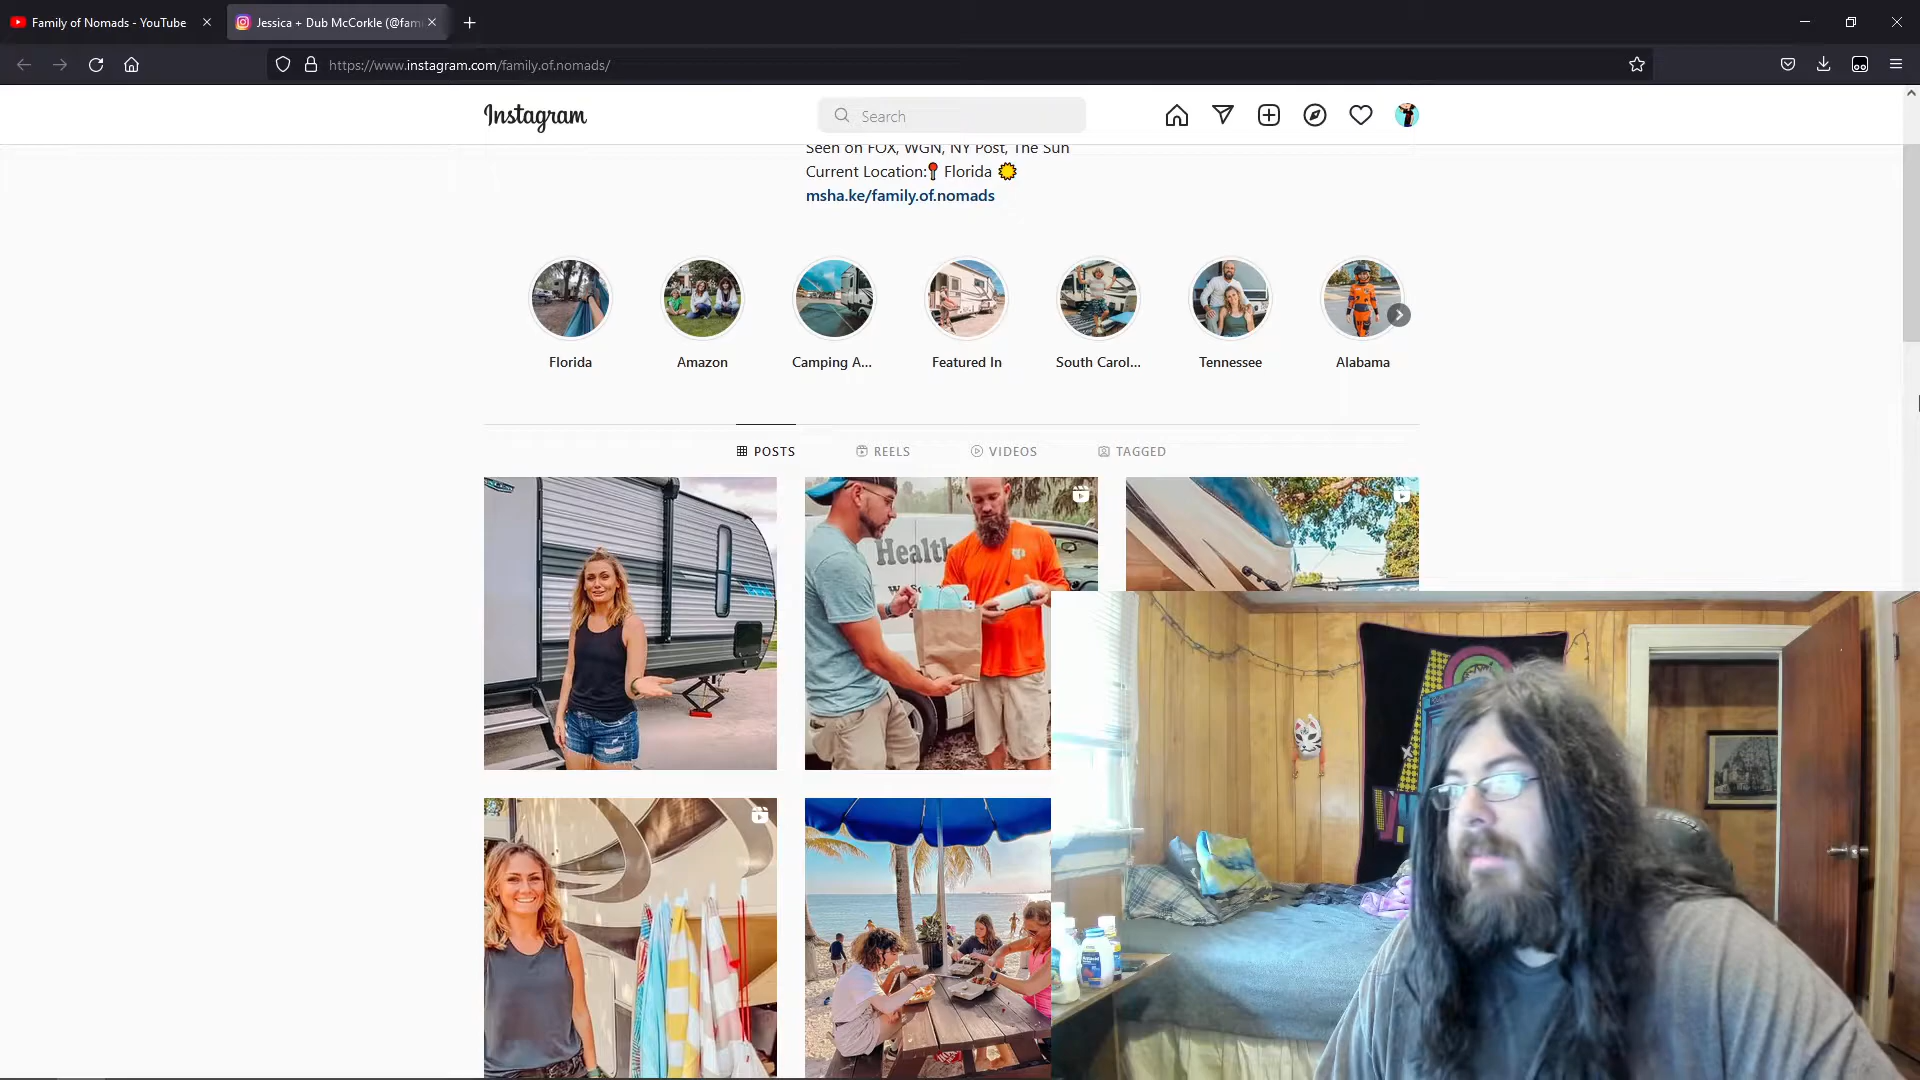 Family of Nomads - YouTube
Jessica + Dub McCorkle (@fam
https://www.instagram.com/family.of.nomads/
Instagram
Search
Seen on FOX, WGN, NY Post, The Sun
Current Location:📍 Florida ☀
msha.ke/family.of.nomads
Florida
Amazon
Camping A...
Featured In
South Carol...
Tennessee
Alabama
POSTS
REELS
VIDEOS
TAGGED
Health